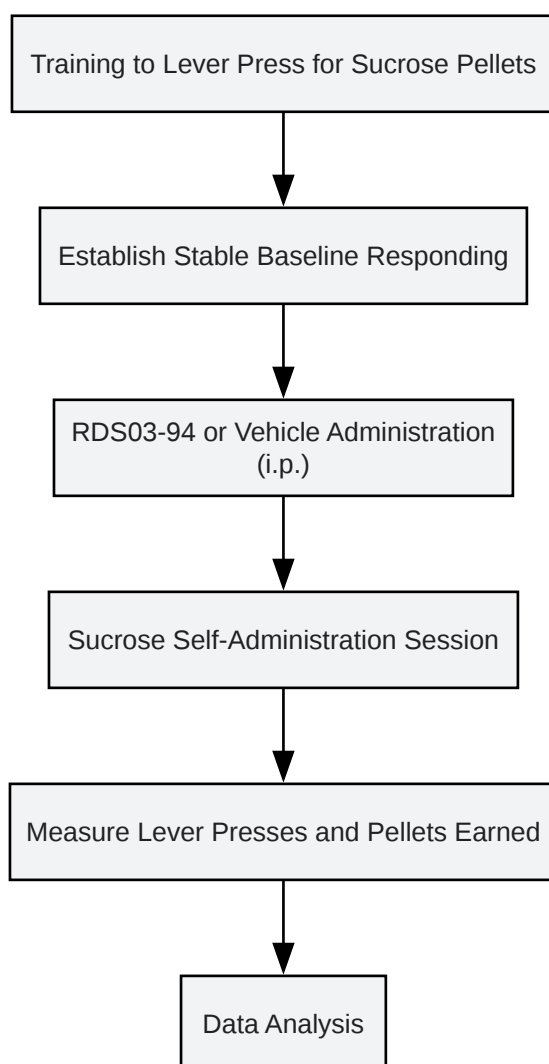 Training to Lever Press for Sucrose Pellets
Establish Stable Baseline Responding
RDS03-94 or Vehicle Administration
(i.p.)
Sucrose Self-Administration Session
Measure Lever Presses and Pellets Earned
Data Analysis